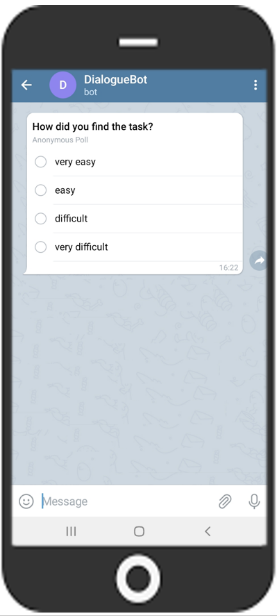 D
DialogueBot
bot
How did you find the task?
Anonymous Poll
very easy
easy
difficult
very difficult
16:22
Message